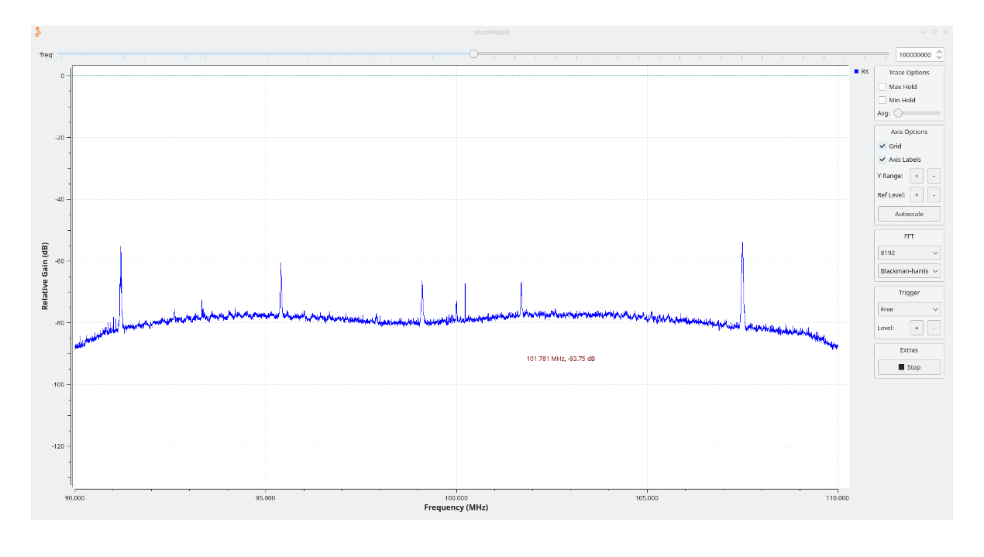 plutoRADAR
'freq'
100000000
RX
Trace Options
Max Hold
Min Hold
Avg:
Axis Options
Grid
Axis Labels
Y Range: + -
Ref Level: + -
Autoscale
FFT
8192
Blackman-harris
Trigger
Free
Level: + -
Extras
Stop
Relative Gain (dB)
0
-20
-40
-60
-80
-100
-120
101.781 MHz, -93.75 dB
90.000 95.000 100.000 105.000 110.000
Frequency (MHz)